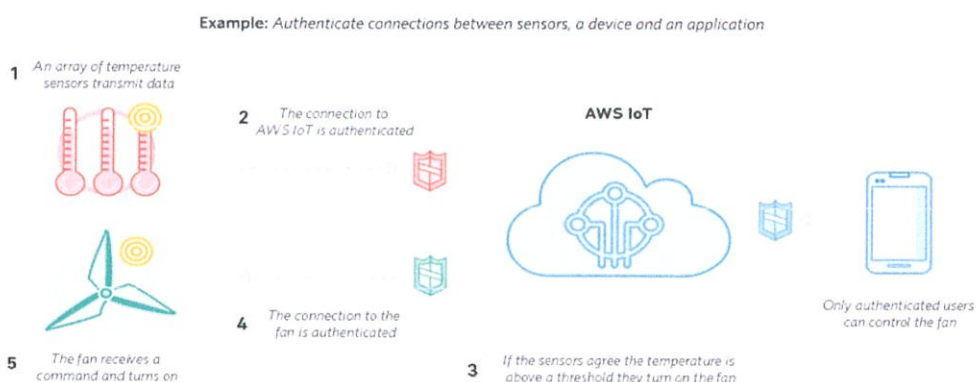 Example: Authenticate connections between sensors, a device and an application
1 An array of temperature
sensors transmit data
2 The connection to
AWS IoT is authenticated
AWS IoT
Only authenticated users
can control the fan
4 The connection to the
fan is authenticated
5 The fan receives a
command and turns on
3 If the sensors agree the temperature is
above a threshold they turn on the fan